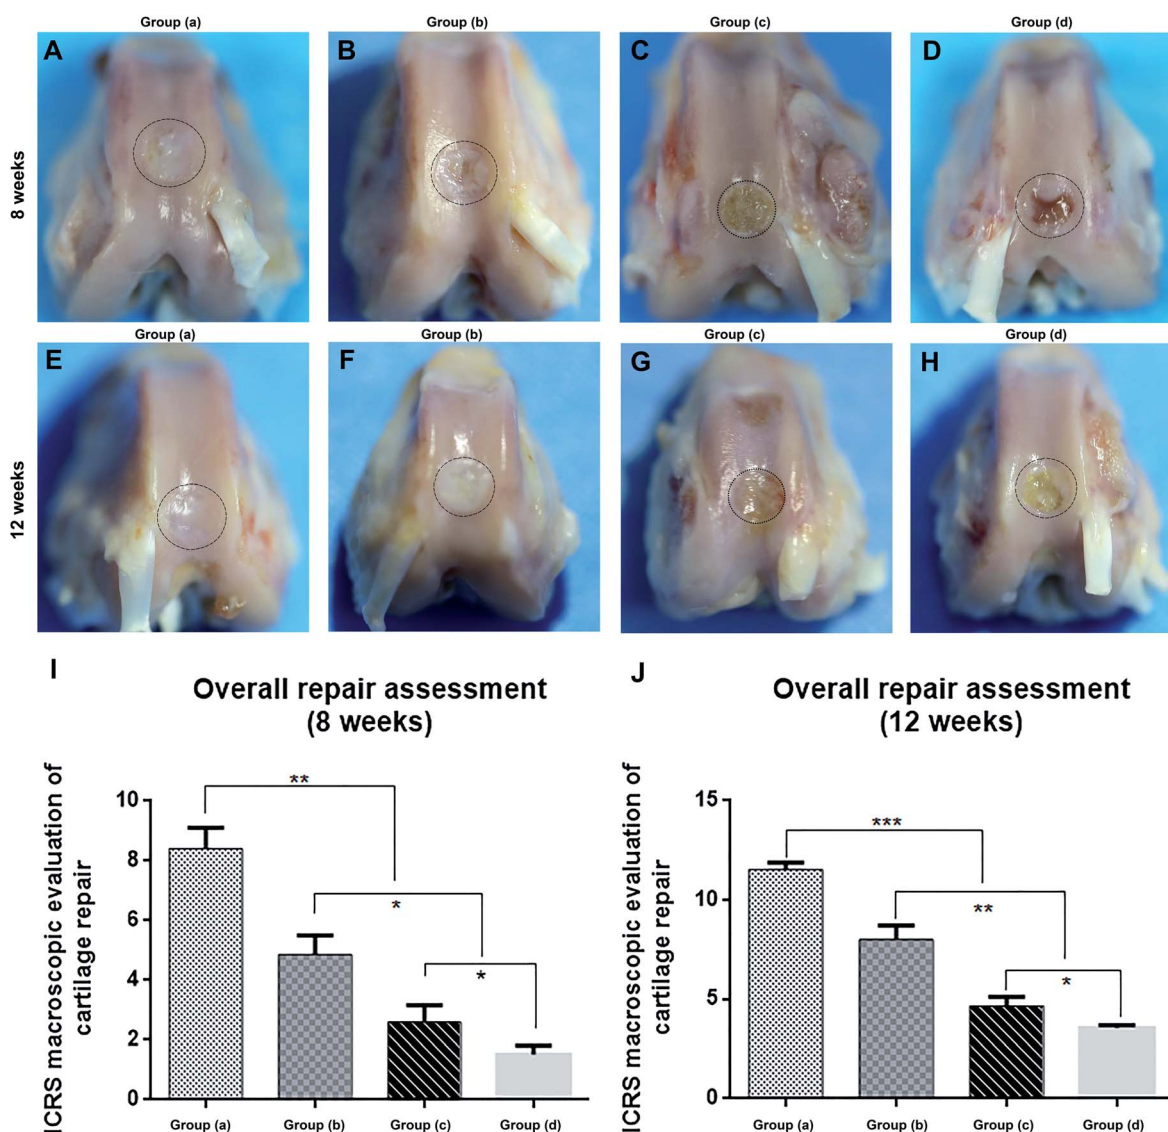 Group (a)
Group (b)
Group (c)
Group (d)
A
B
C
D
8 weeks
Group (a)
Group (b)
Group (c)
Group (d)
E
F
G
H
12 weeks
I
Overall repair assessment
(8 weeks)
ICRS macroscopic evaluation of
cartilage repair
10
8
6
4
2
0
**
*
*
Group (a)
Group (b)
Group (c)
Group (d)
J
Overall repair assessment
(12 weeks)
ICRS macroscopic evaluation of
cartilage repair
15
10
5
0
***
**
*
Group (a)
Group (b)
Group (c)
Group (d)